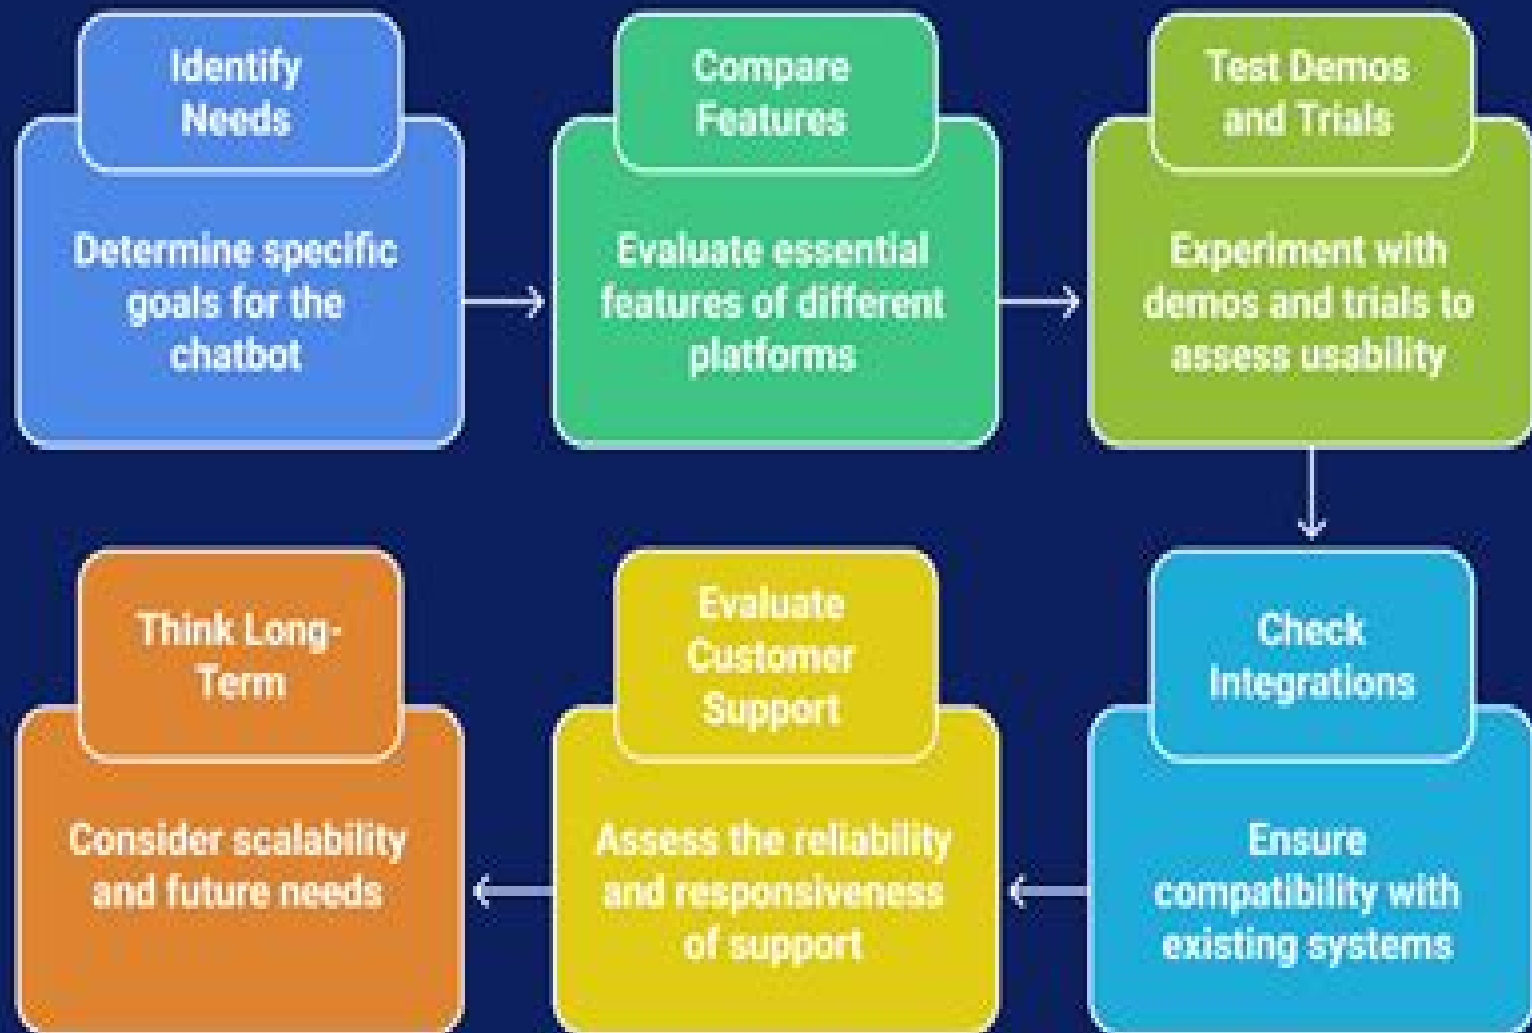 Identify
Needs
Determine specific
goals for the
chatbot
Compare
Features
Evaluate essential
features of different
platforms
Test Demos
and Trials
Experiment with
demos and trials to
assess usability
Check
Integrations
Ensure
compatibility with
existing systems
Evaluate
Customer
Support
Assess the reliability
and responsiveness
of support
Think Long-
Term
Consider scalability
and future needs